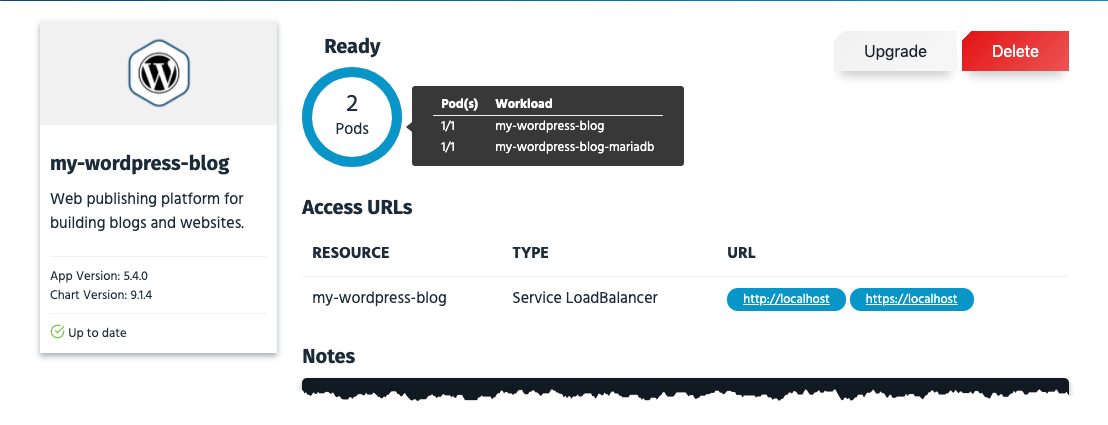 Ready
Upgrade
Delete
2
Pods
Pod(s) Workload
1/1 my-wordpress-blog
1/1 my-wordpress-blog-mariadb
my-wordpress-blog
Web publishing platform for
building blogs and websites.
App Version: 5.4.0
Chart Version: 9.1.4
Up to date
Access URLs
RESOURCE TYPE URL
my-wordpress-blog Service LoadBalancer http://localhost https://localhost
Notes